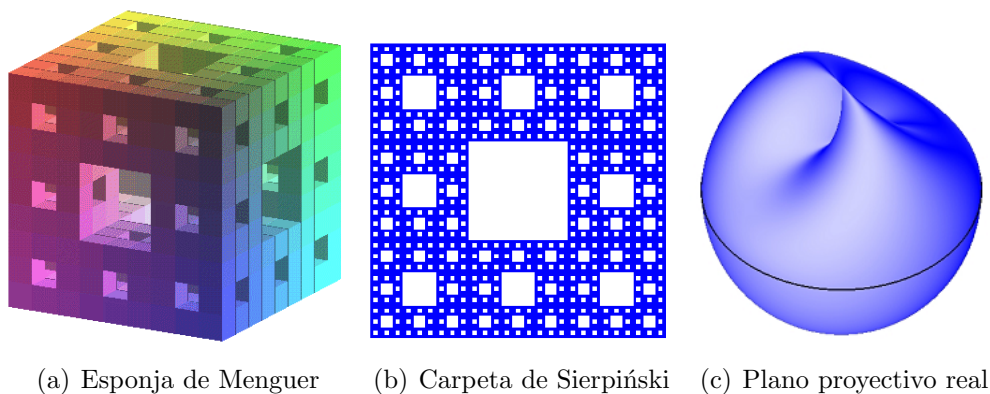 (a) Esponja de Menguer
(b) Carpeta de Sierpiński
(c) Plano proyectivo real